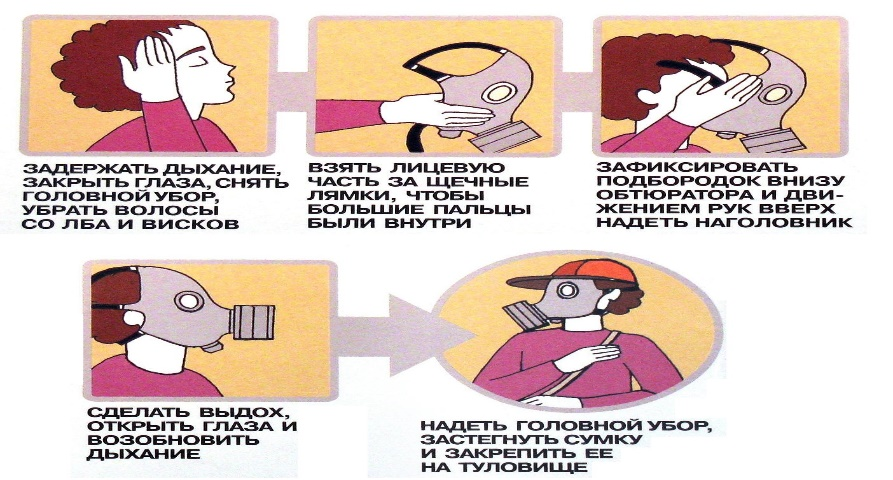 ЗАДЕРЖАТЬ ДЫХАНИЕ,
ЗАКРЫТЬ ГЛАЗА, СНЯТЬ
ГОЛОВНОЙ УБОР,
УБРАТЬ ВОЛОСЫ
СО ЛБА И ВИСКОВ
ВЗЯТЬ ЛИЦЕВУЮ
ЧАСТЬ ЗА ЩЕЧНЫЕ
ЛЯМКИ, ЧТОБЫ
БОЛЬШИЕ ПАЛЬЦЫ
БЫЛИ ВНУТРИ
ЗАФИКСИРОВАТЬ
ПОДБОРОДОК ВНИЗУ
ОБТЮРАТОРА И ДВИ-
ЖЕНИЕМ РУК ВВЕРХ
НАДЕТЬ НАГОЛОВНИК
СДЕЛАТЬ ВЫДОХ,
ОТКРЫТЬ ГЛАЗА И
ВОЗОБНОВИТЬ
ДЫХАНИЕ
НАДЕТЬ ГОЛОВНОЙ УБОР,
ЗАСТЕГНУТЬ СУМКУ
И ЗАКРЕПИТЬ ЕЕ
НА ТУЛОВИЩЕ